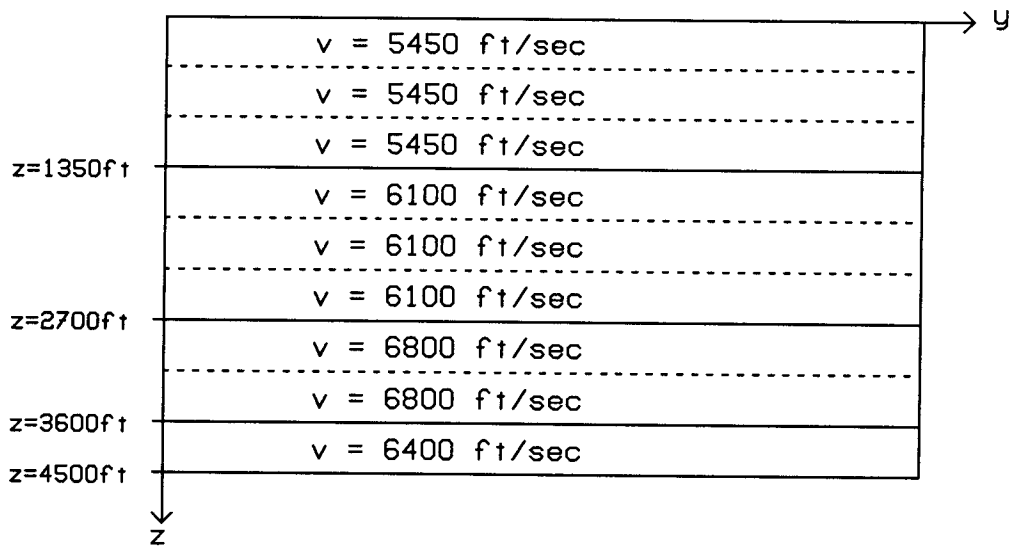 y
v = 5450 ft/sec
v = 5450 ft/sec
v = 5450 ft/sec
z=1350ft
v = 6100 ft/sec
v = 6100 ft/sec
v = 6100 ft/sec
z=2700ft
v = 6800 ft/sec
v = 6800 ft/sec
z=3600ft
v = 6400 ft/sec
z=4500ft
z